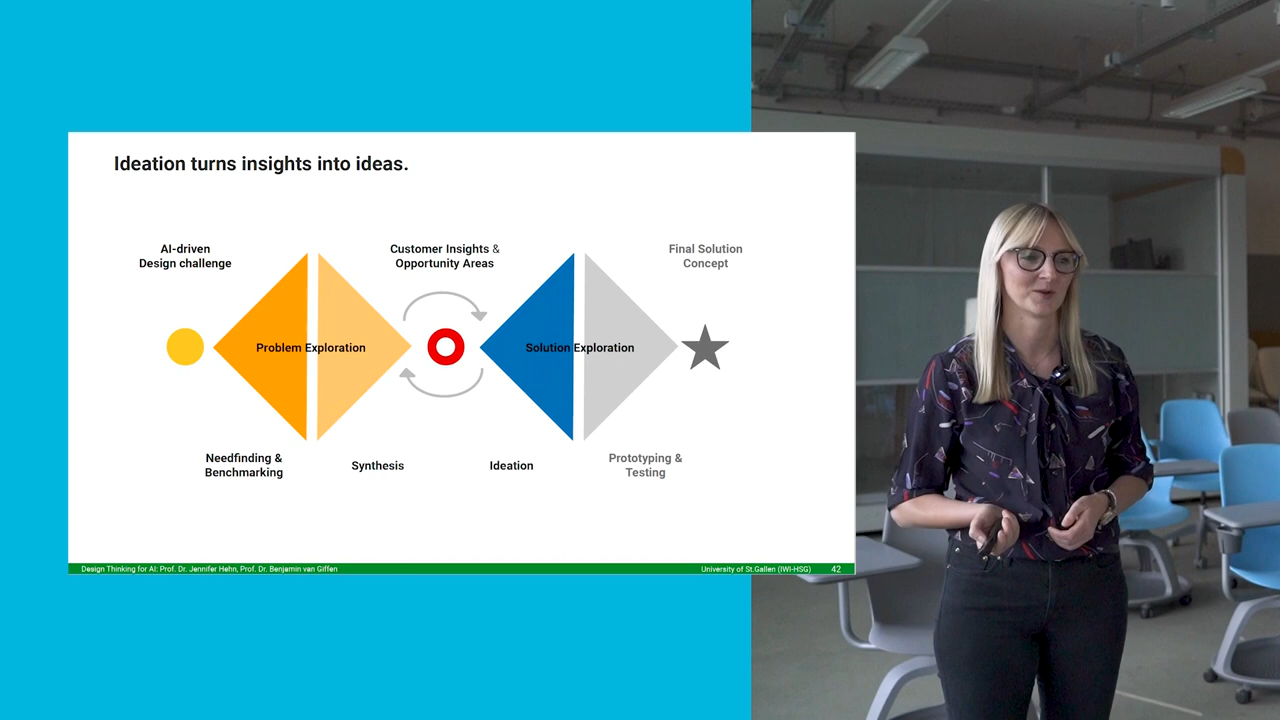 Ideation turns insights into ideas.
AI-driven
Design challenge
Customer Insights &
Opportunity Areas
Final Solution
Concept
Problem Exploration
Solution Exploration
Needfinding &
Benchmarking
Synthesis
Ideation
Prototyping &
Testing
Design Thinking for AI: Prof. Dr. Jennifer Hehn, Prof. Dr. Benjamin van Giffen
University of St.Gallen (IWI-HSG)
42